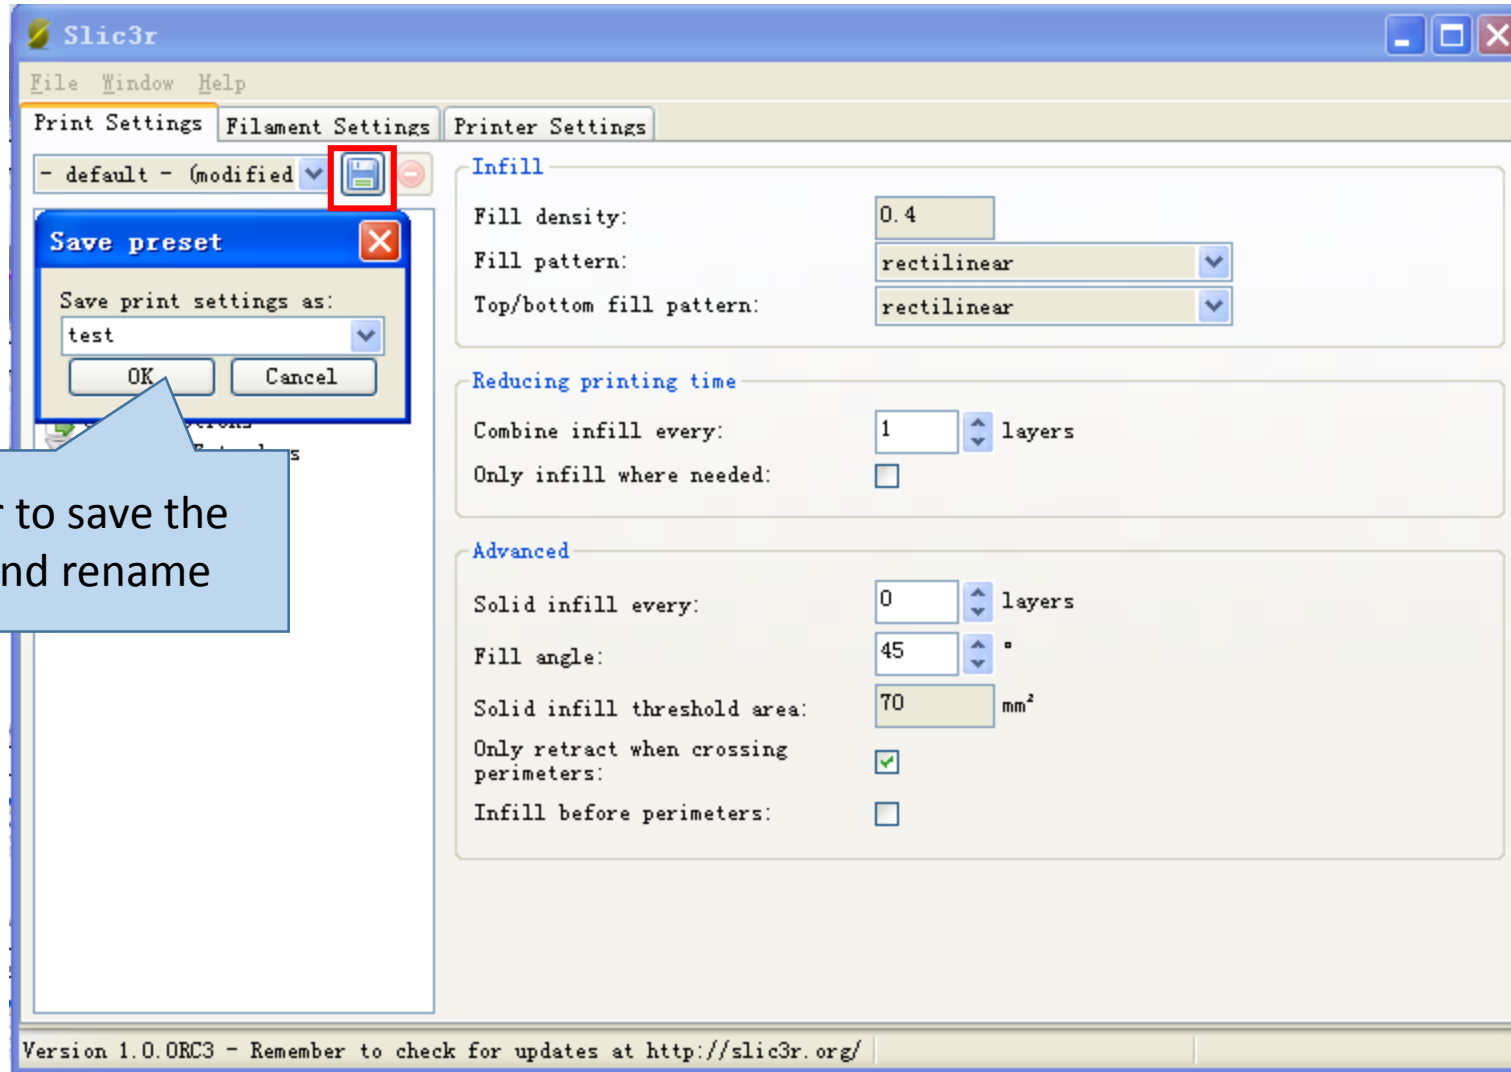 Slic3r
File Window Help
Print Settings Filament Settings Printer Settings
- default - (modified
Save preset
Save print settings as:
test
OK Cancel
to save the
rename
Infill
Fill density: 0.4
Fill pattern: rectilinear
Top/bottom fill pattern: rectilinear
Reducing printing time
Combine infill every: 1 layers
Only infill where needed:
Advanced
Solid infill every: 0 layers
Fill angle: 45 °
Solid infill threshold area: 70 mm²
Only retract when crossing
perimeters:
Infill before perimeters:
Version 1.0.0RC3 - Remember to check for updates at http://slic3r.org/